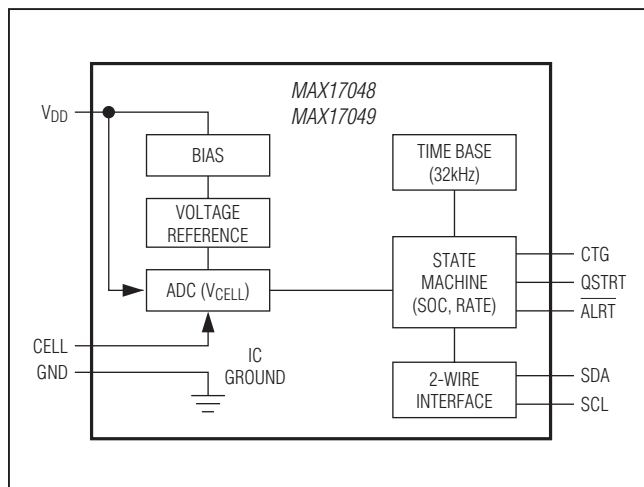 MAX17048
MAX17049
VDD
BIAS
TIME BASE
(32kHz)
VOLTAGE
REFERENCE
STATE
MACHINE
(SOC, RATE)
CTG
QSTRT
ALRT
ADC (VCELL)
CELL
GND
IC
GROUND
2-WIRE
INTERFACE
SDA
SCL